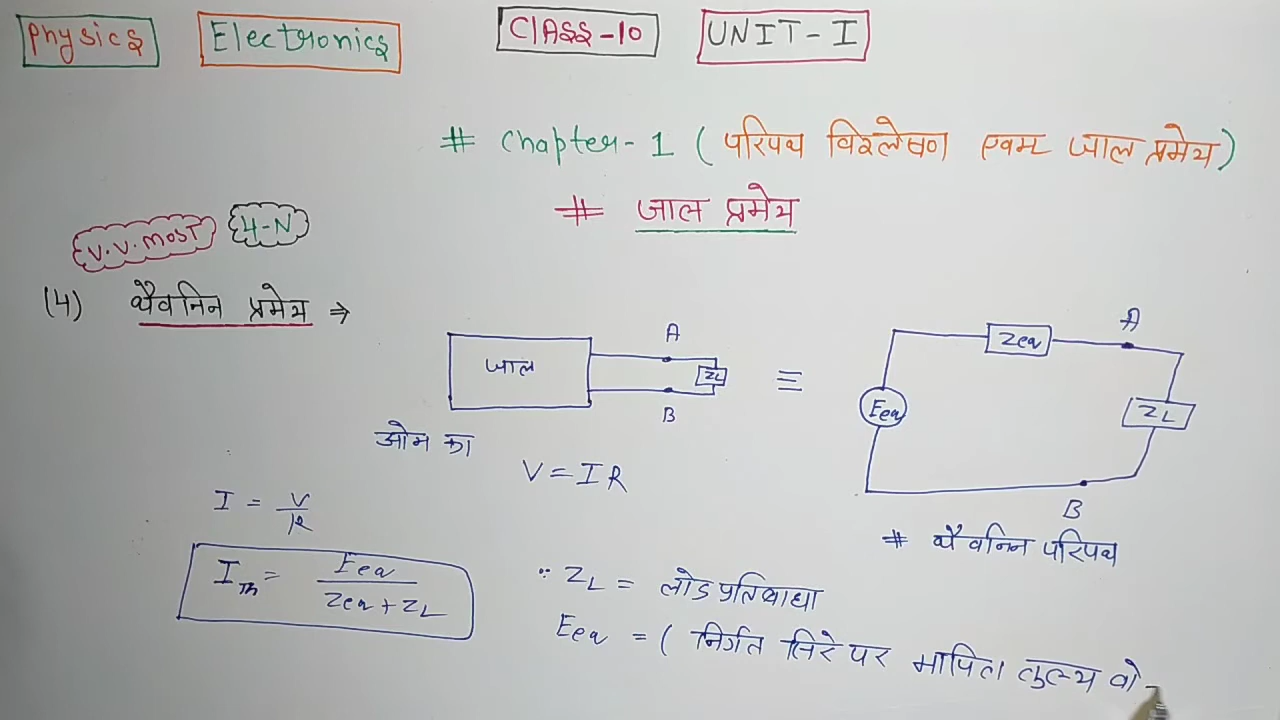 Physics Electronics CLASS-10 UNIT-I
# Chapter-1 (परिपथ विश्लेषण एवम जाल प्रमेय)
# जाल प्रमेय
V.V. MOST 4-N
(4) थैवनिन प्रमेय ⇒
जाल A B ZL ≡ Eeq Zeq A ZL B
ओम का
V = IR
# थैवनिन परिपथ
I = V/R
I_Th = Eeq/(Zeq + ZL)
∵ ZL = लोड प्रतिबाधा
Eeq = ( निर्गत सिरे पर मापित तुल्य वो